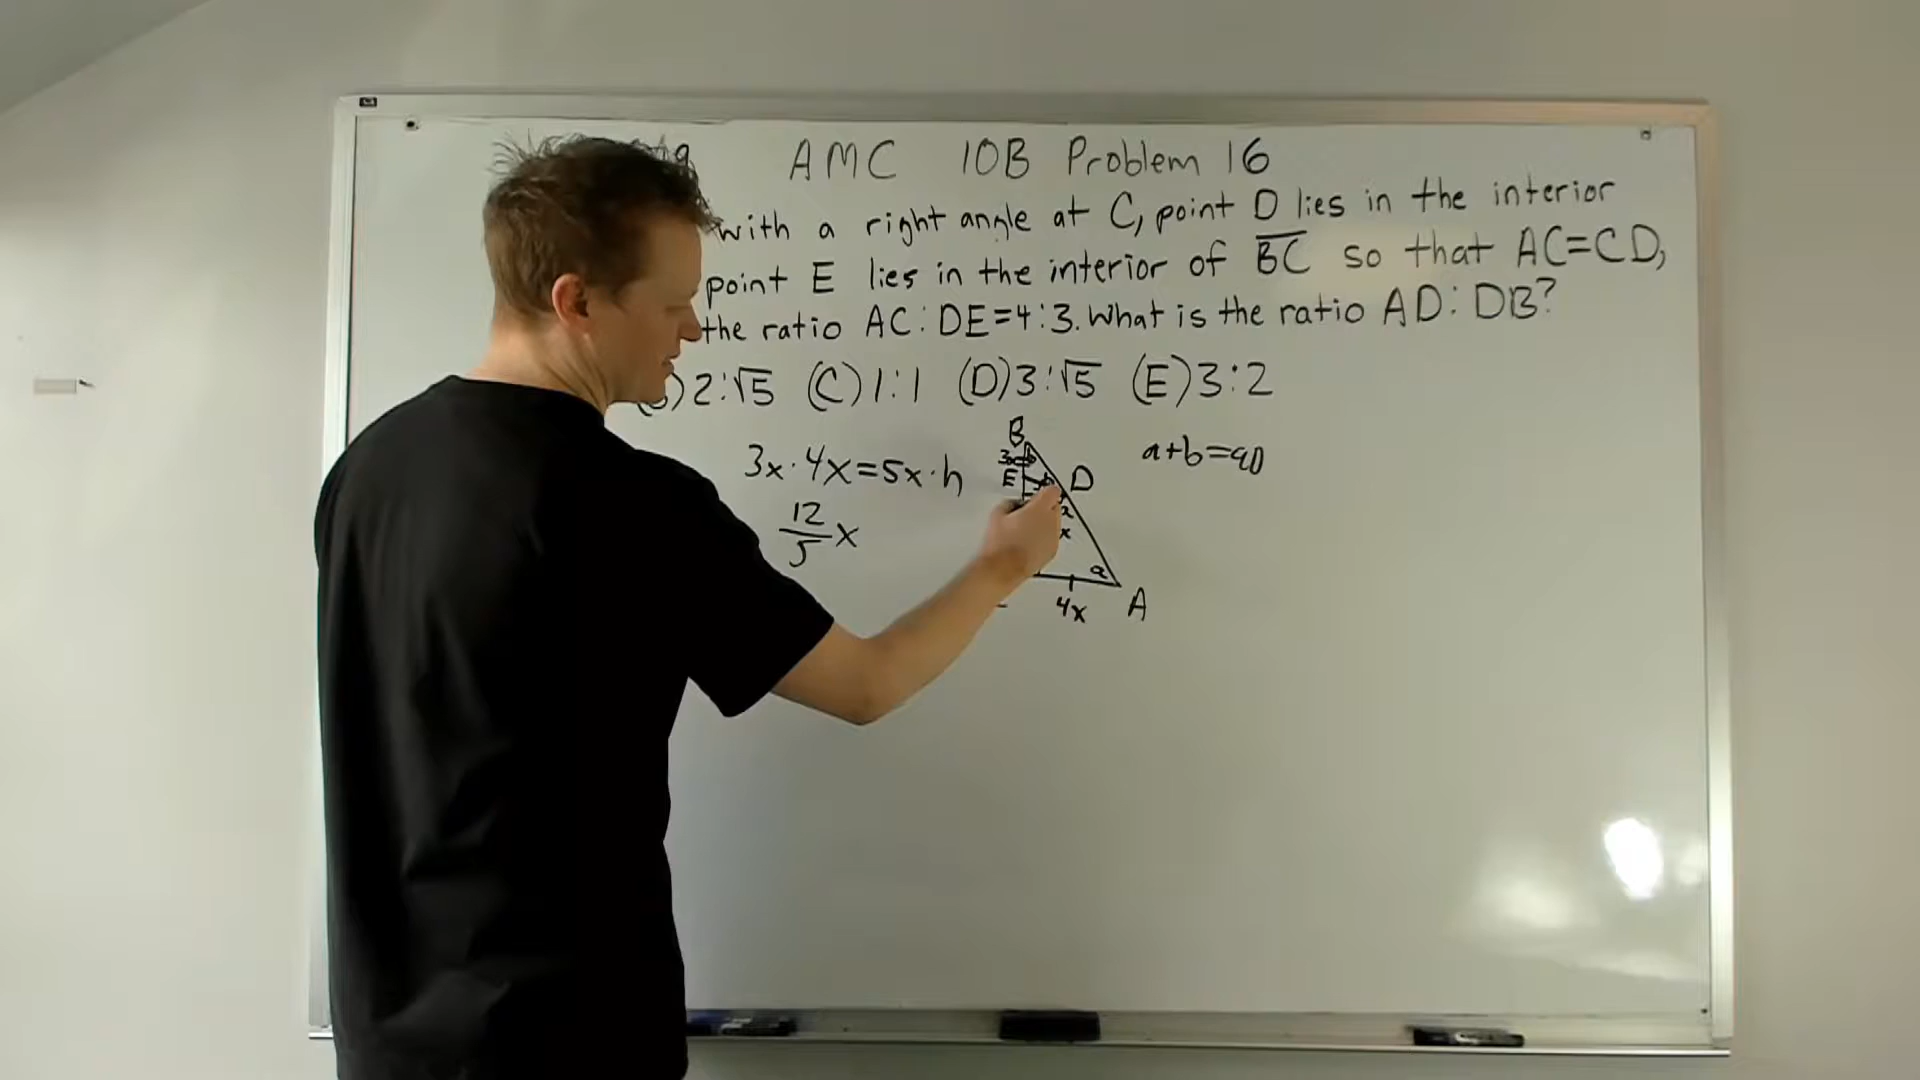 AMC 10B Problem 16
with a right angle at C, point D lies in the interior
point E lies in the interior of BC so that AC=CD,
the ratio AC:DE=4:3. What is the ratio AD:DB?
) 2:√5 (C) 1:1 (D) 3:√5 (E) 3:2
B
3x·4x=5x·h
a+b=90
E
D
12/5 x
x
a
4x
A